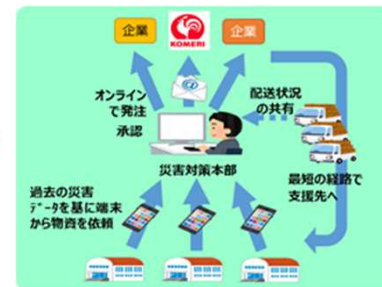 企業
KOMERI
企業
オンライン
で発注
承認
配送状況
の共有
災害対策本部
過去の災害
データを基に端末
から物資を依頼
最短の経路で
支援先へ